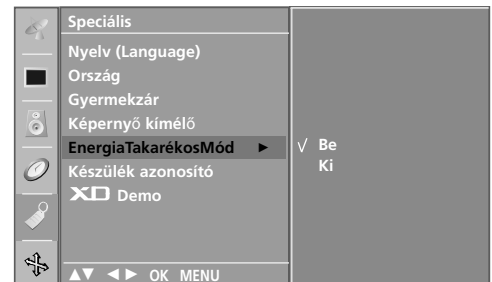 Speciális
Nyelv (Language)
Ország
Gyermekzár
Képernyő kímélő
EnergiaTakarékosMód ►
√ Be
Ki
Készülék azonosító
XD Demo
▲▼ ◄► OK MENU